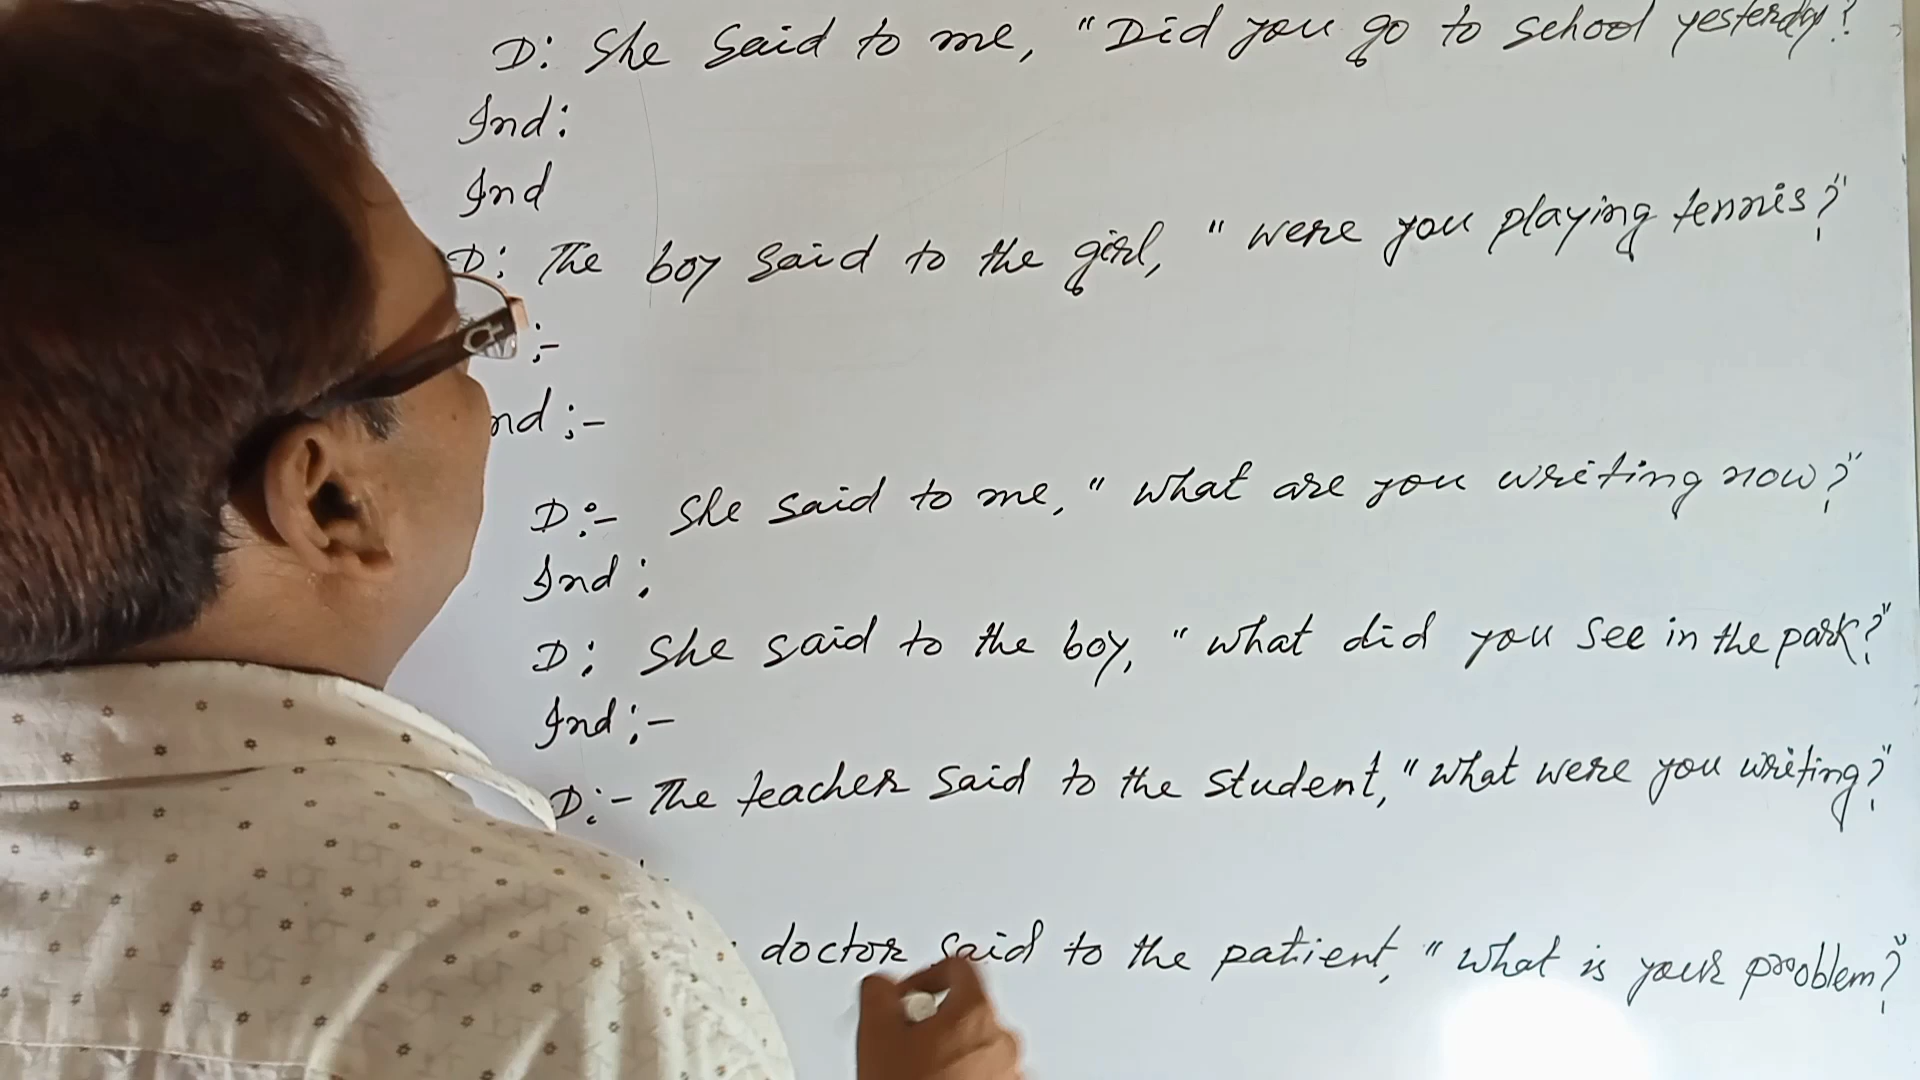 D: She said to me, "Did you go to school yesterday?
Ind:
Ind
D: The boy said to the girl, "were you playing tennis?"
:-
nd :-
D:- She said to me, "What are you writing now?"
Ind :
D: She said to the boy, "What did you see in the park?"
Ind :-
D:- The teacher said to the student, "What were you writing?"
doctor said to the patient, "What is your problem?"